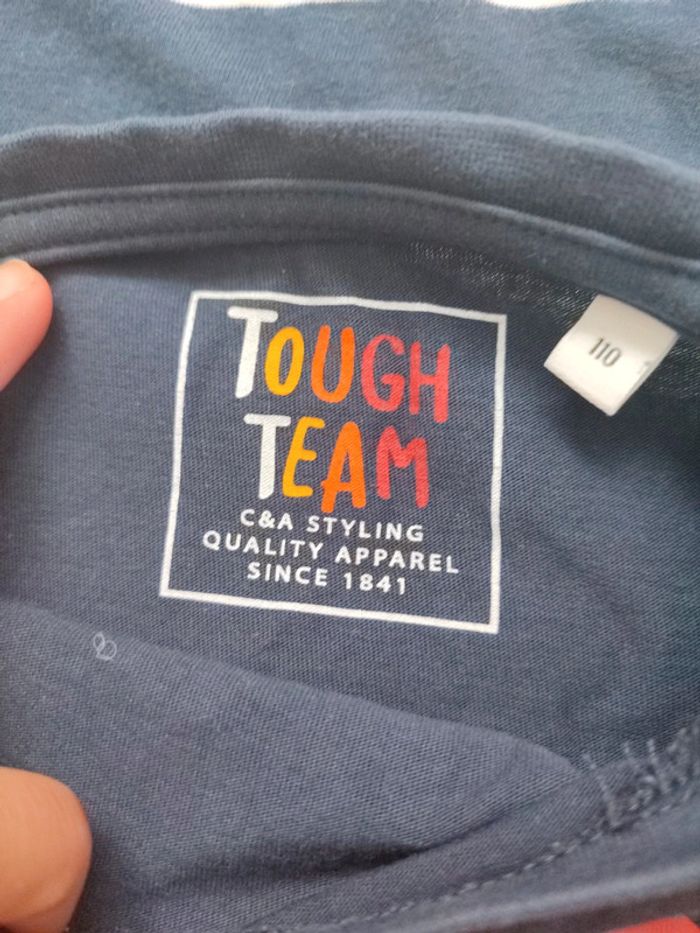 TOUGH
TEAM
C&A STYLING
QUALITY APPAREL
SINCE 1841
110